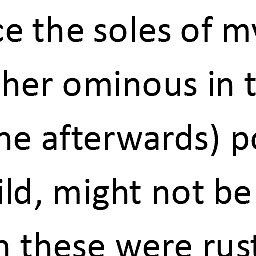 ce the soles of my
her ominous in t
ne afterwards) po
ild, might not be
n these were rust